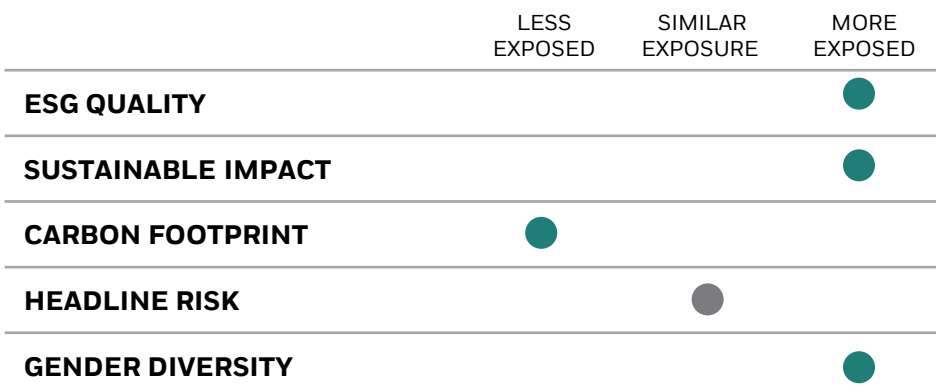 LESS EXPOSED
SIMILAR EXPOSURE
MORE EXPOSED
ESG QUALITY
SUSTAINABLE IMPACT
CARBON FOOTPRINT
HEADLINE RISK
GENDER DIVERSITY